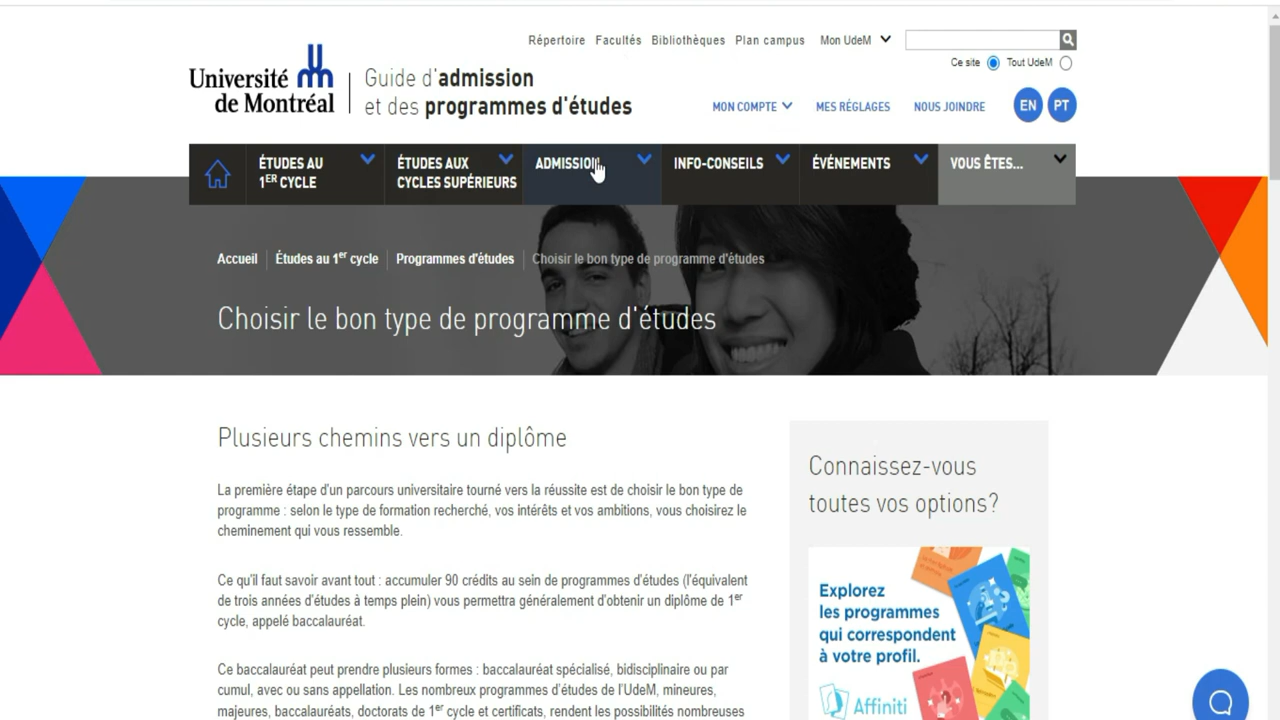 Répertoire Facultés Bibliothèques Plan campus Mon UdeM
Ce site Tout UdeM
Université
de Montréal
Guide d'admission
et des programmes d'études
MON COMPTE MES RÉGLAGES NOUS JOINDRE EN PT
ÉTUDES AU
1ER CYCLE
ÉTUDES AUX
CYCLES SUPÉRIEURS
ADMISSION
INFO-CONSEILS
ÉVÉNEMENTS
VOUS ÊTES...
Accueil Études au 1er cycle Programmes d'études Choisir le bon type de programme d'études
Choisir le bon type de programme d'études
Plusieurs chemins vers un diplôme
La première étape d'un parcours universitaire tourné vers la réussite est de choisir le bon type de
programme : selon le type de formation recherché, vos intérêts et vos ambitions, vous choisirez le
cheminement qui vous ressemble.
Ce qu'il faut savoir avant tout : accumuler 90 crédits au sein de programmes d'études (l'équivalent
de trois années d'études à temps plein) vous permettra généralement d'obtenir un diplôme de 1er
cycle, appelé baccalauréat.
Ce baccalauréat peut prendre plusieurs formes : baccalauréat spécialisé, bidisciplinaire ou par
cumul, avec ou sans appellation. Les nombreux programmes d'études de l'UdeM, mineures,
majeures, baccalauréats, doctorats de 1er cycle et certificats, rendent les possibilités nombreuses
Connaissez-vous
toutes vos options?
Explorez
les programmes
qui correspondent
à votre profil.
Affiniti